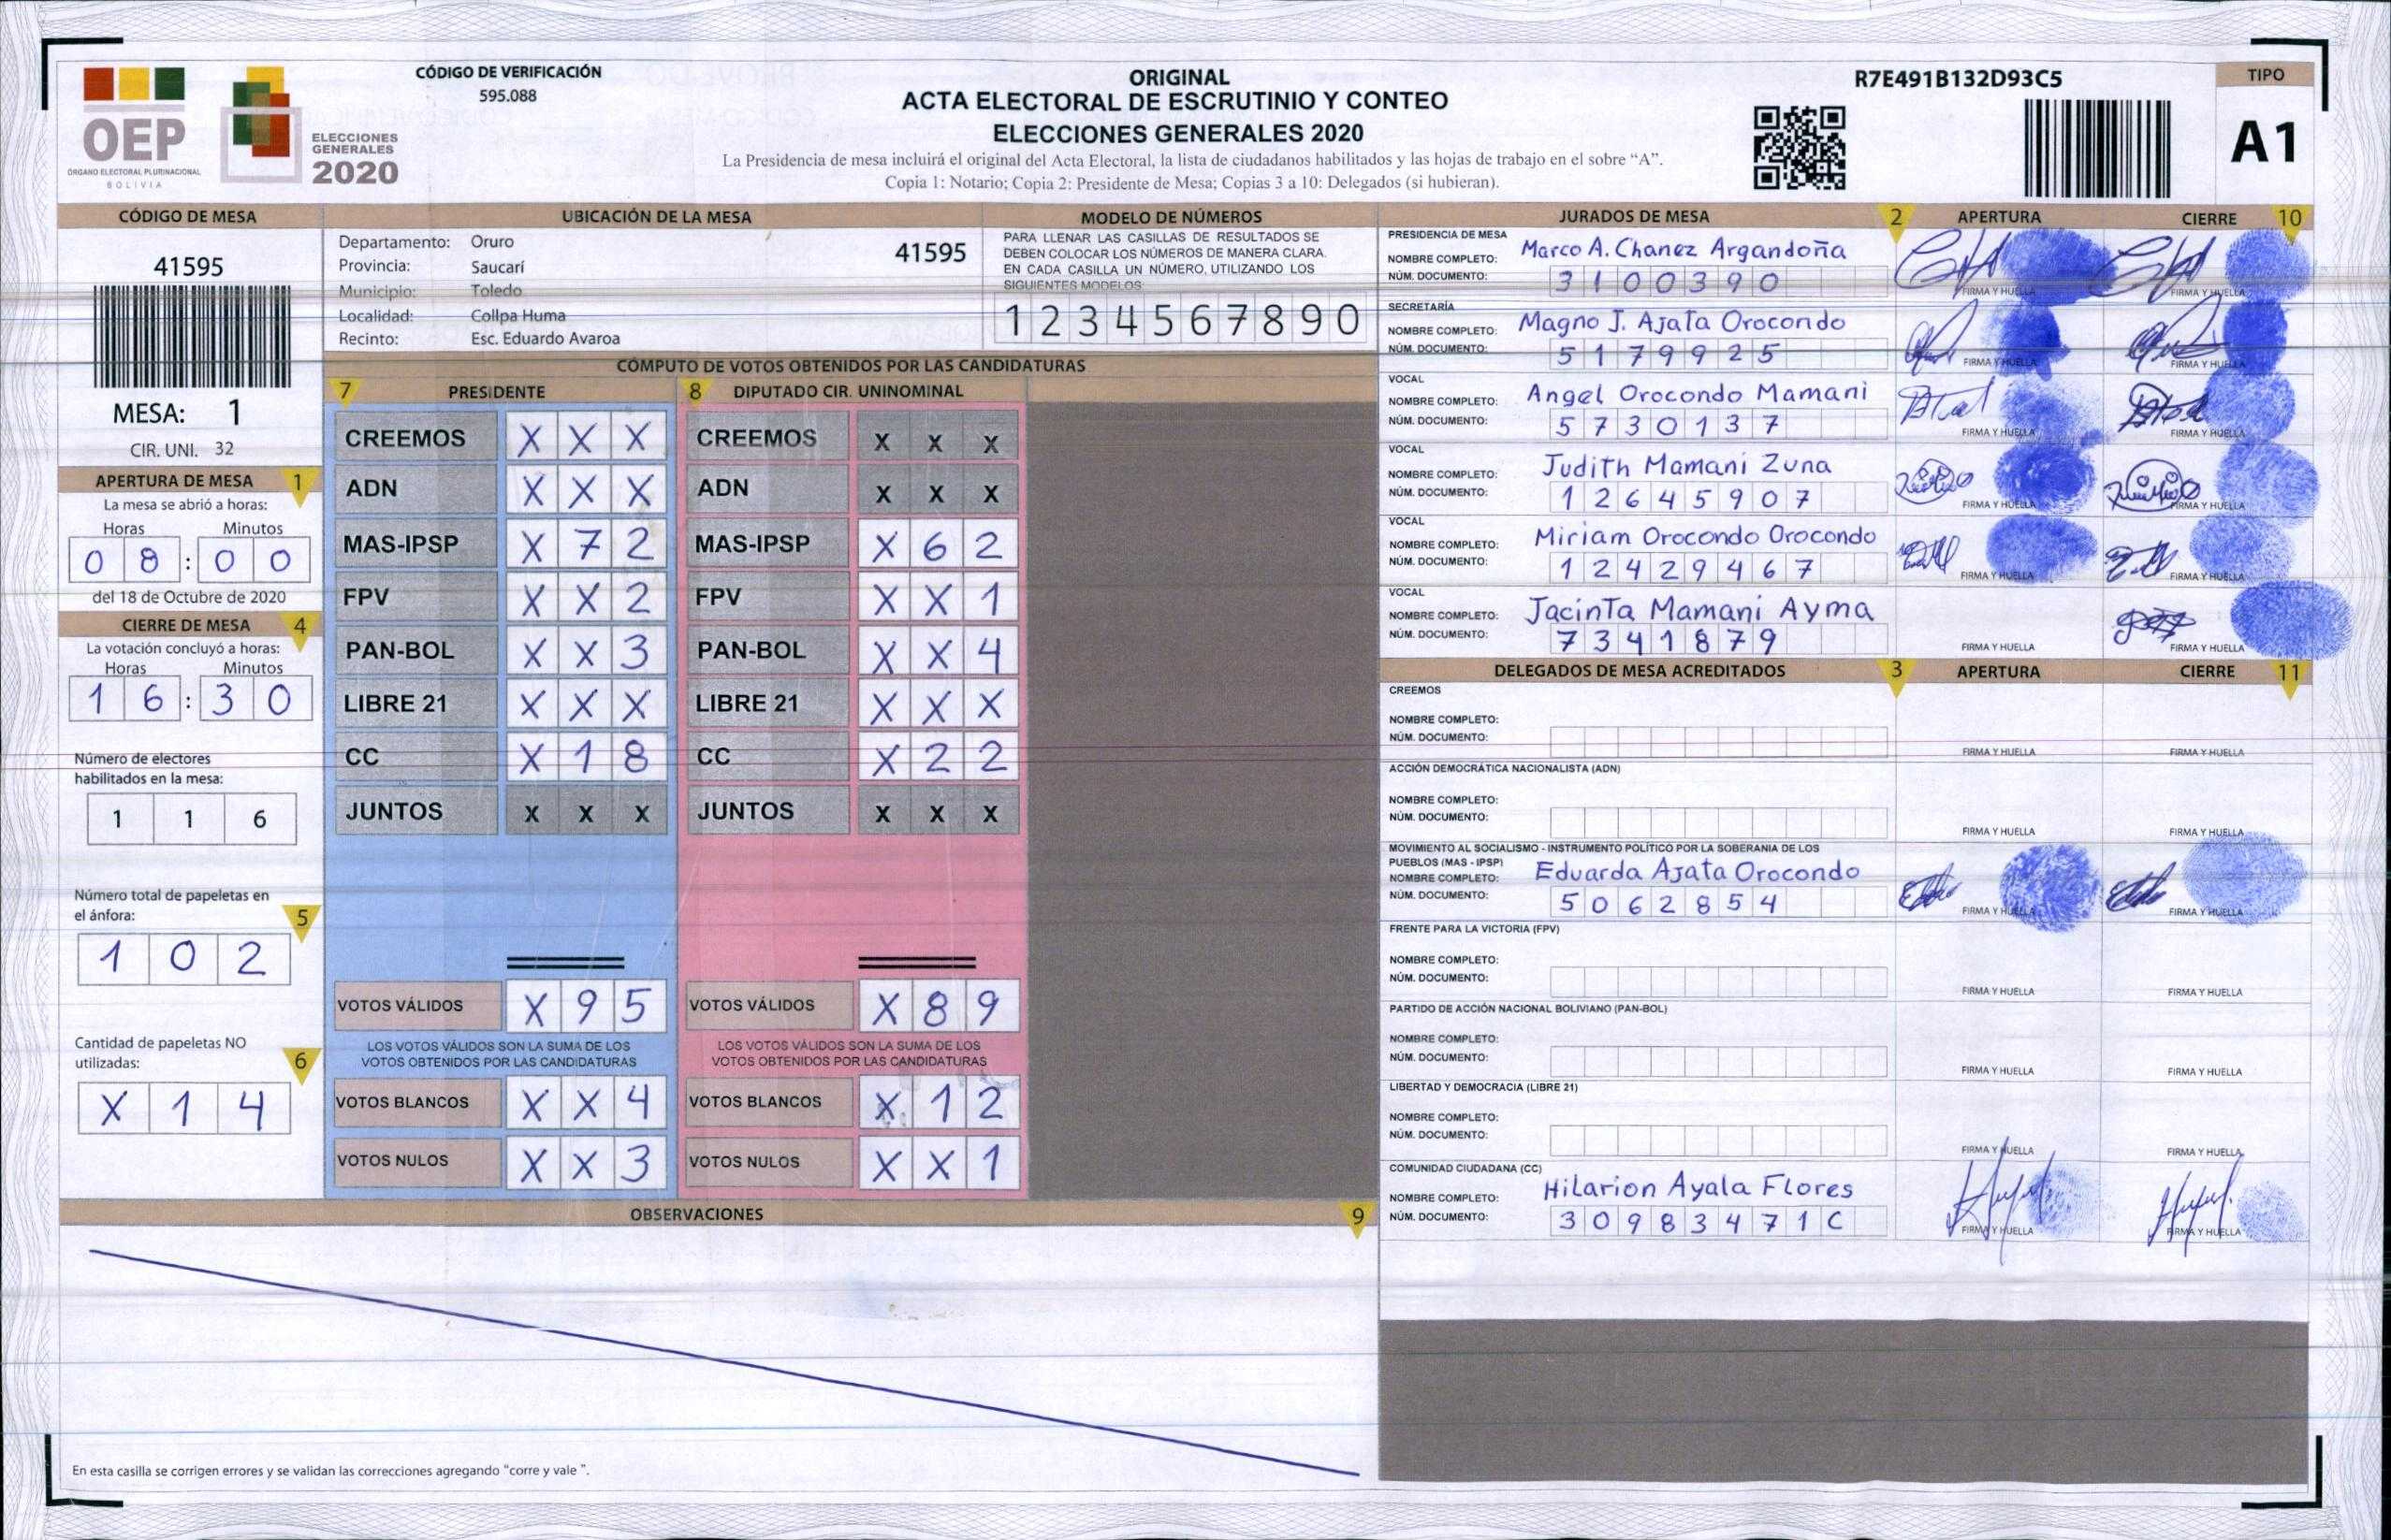 CÓDIGO DE VERIFICACIÓN
595.088
OEP
ÓRGANO ELECTORAL PLURINACIONAL
BOLIVIA
ELECCIONES
GENERALES
2020
ORIGINAL
ACTA ELECTORAL DE ESCRUTINIO Y CONTEO
ELECCIONES GENERALES 2020
La Presidencia de mesa incluirá el original del Acta Electoral, la lista de ciudadanos habilitados y las hojas de trabajo en el sobre “A”.
Copia 1: Notario; Copia 2: Presidente de Mesa; Copias 3 a 10: Delegados (si hubieran).
R7E491B132D93C5
TIPO
A1
CÓDIGO DE MESA
41595
MESA: 1
CIR. UNI. 32
APERTURA DE MESA 1
La mesa se abrió a horas:
Horas Minutos
0 8 : 0 0
del 18 de Octubre de 2020
CIERRE DE MESA 4
La votación concluyó a horas:
Horas Minutos
1 6 : 3 0
Número de electores
habilitados en la mesa:
1 1 6
Número total de papeletas en
el ánfora: 5
1 0 2
Cantidad de papeletas NO
utilizadas: 6
X 1 4
UBICACIÓN DE LA MESA
Departamento: Oruro 41595
Provincia: Saucarí
Municipio: Toledo
Localidad: Collpa Huma
Recinto: Esc. Eduardo Avaroa
MODELO DE NÚMEROS
PARA LLENAR LAS CASILLAS DE RESULTADOS SE
DEBEN COLOCAR LOS NÚMEROS DE MANERA CLARA.
EN CADA CASILLA UN NÚMERO, UTILIZANDO LOS
SIGUIENTES MODELOS:
1 2 3 4 5 6 7 8 9 0
CÓMPUTO DE VOTOS OBTENIDOS POR LAS CANDIDATURAS
7 PRESIDENTE
CREEMOS X X X
ADN X X X
MAS-IPSP X 7 2
FPV X X 2
PAN-BOL X X 3
LIBRE 21 X X X
CC X 1 8
JUNTOS X X X
VOTOS VÁLIDOS X 9 5
LOS VOTOS VÁLIDOS SON LA SUMA DE LOS
VOTOS OBTENIDOS POR LAS CANDIDATURAS
VOTOS BLANCOS X X 4
VOTOS NULOS X X 3
8 DIPUTADO CIR. UNINOMINAL
CREEMOS X X X
ADN X X X
MAS-IPSP X 6 2
FPV X X 1
PAN-BOL X X 4
LIBRE 21 X X X
CC X 2 2
JUNTOS X X X
VOTOS VÁLIDOS X 8 9
LOS VOTOS VÁLIDOS SON LA SUMA DE LOS
VOTOS OBTENIDOS POR LAS CANDIDATURAS
VOTOS BLANCOS X 1 2
VOTOS NULOS X X 1
OBSERVACIONES 9
En esta casilla se corrigen errores y se validan las correcciones agregando “corre y vale ”.
JURADOS DE MESA 2 APERTURA CIERRE 10
PRESIDENCIA DE MESA
NOMBRE COMPLETO: Marco A. Chanez Argandoña
NÚM. DOCUMENTO: 3 1 0 0 3 9 0
FIRMA Y HUELLA FIRMA Y HUELLA
SECRETARÍA
NOMBRE COMPLETO: Magno J. Ajata Orocondo
NÚM. DOCUMENTO: 5 1 7 9 9 2 5
FIRMA Y HUELLA FIRMA Y HUELLA
VOCAL
NOMBRE COMPLETO: Angel Orocondo Mamani
NÚM. DOCUMENTO: 5 7 3 0 1 3 7
FIRMA Y HUELLA FIRMA Y HUELLA
VOCAL
NOMBRE COMPLETO: Judith Mamani Zuna
NÚM. DOCUMENTO: 1 2 6 4 5 9 0 7
FIRMA Y HUELLA FIRMA Y HUELLA
VOCAL
NOMBRE COMPLETO: Miriam Orocondo Orocondo
NÚM. DOCUMENTO: 1 2 4 2 9 4 6 7
FIRMA Y HUELLA FIRMA Y HUELLA
VOCAL
NOMBRE COMPLETO: Jacinta Mamani Ayma
NÚM. DOCUMENTO: 7 3 4 1 8 7 9
FIRMA Y HUELLA FIRMA Y HUELLA
DELEGADOS DE MESA ACREDITADOS 3 APERTURA CIERRE 11
CREEMOS
NOMBRE COMPLETO:
NÚM. DOCUMENTO:
FIRMA Y HUELLA FIRMA Y HUELLA
ACCIÓN DEMOCRÁTICA NACIONALISTA (ADN)
NOMBRE COMPLETO:
NÚM. DOCUMENTO:
FIRMA Y HUELLA FIRMA Y HUELLA
MOVIMIENTO AL SOCIALISMO - INSTRUMENTO POLÍTICO POR LA SOBERANIA DE LOS
PUEBLOS (MAS - IPSP)
NOMBRE COMPLETO: Eduarda Ajata Orocondo
NÚM. DOCUMENTO: 5 0 6 2 8 5 4
FIRMA Y HUELLA FIRMA Y HUELLA
FRENTE PARA LA VICTORIA (FPV)
NOMBRE COMPLETO:
NÚM. DOCUMENTO:
FIRMA Y HUELLA FIRMA Y HUELLA
PARTIDO DE ACCIÓN NACIONAL BOLIVIANO (PAN-BOL)
NOMBRE COMPLETO:
NÚM. DOCUMENTO:
FIRMA Y HUELLA FIRMA Y HUELLA
LIBERTAD Y DEMOCRACIA (LIBRE 21)
NOMBRE COMPLETO:
NÚM. DOCUMENTO:
FIRMA Y HUELLA FIRMA Y HUELLA
COMUNIDAD CIUDADANA (CC)
NOMBRE COMPLETO: Hilarion Ayala Flores
NÚM. DOCUMENTO: 3 0 9 8 3 4 7 1 C
FIRMA Y HUELLA FIRMA Y HUELLA